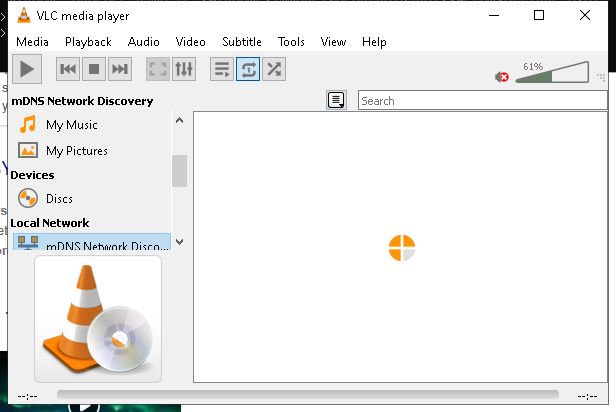 VLC media player
Media Playback Audio Video Subtitle Tools View Help
61%
mDNS Network Discovery
Search
My Music
My Pictures
Devices
Discs
Local Network
mDNS Network Disco...
--:-- --:--